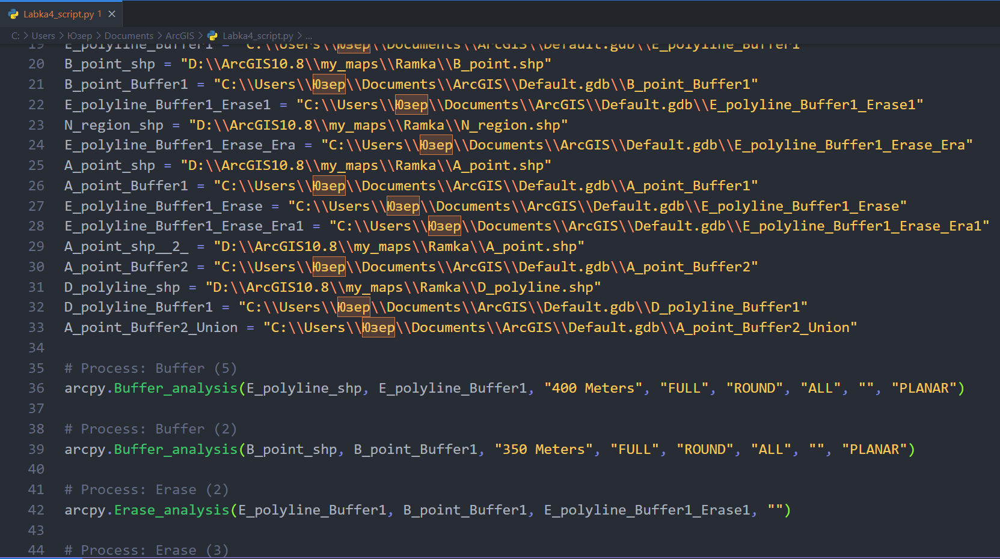 Labka4_script.py 1
C: > Users > Юзер > Documents > ArcGIS > Labka4_script.py > ...
19 E_polyline_Buffer1 = "C:\\Users\\Юзер\\Documents\\ArcGIS\\Default.gdb\\E_polyline_Buffer1"
20 B_point_shp = "D:\\ArcGIS10.8\\my_maps\\Ramka\\B_point.shp"
21 B_point_Buffer1 = "C:\\Users\\Юзер\\Documents\\ArcGIS\\Default.gdb\\B_point_Buffer1"
22 E_polyline_Buffer1_Erase1 = "C:\\Users\\Юзер\\Documents\\ArcGIS\\Default.gdb\\E_polyline_Buffer1_Erase1"
23 N_region_shp = "D:\\ArcGIS10.8\\my_maps\\Ramka\\N_region.shp"
24 E_polyline_Buffer1_Erase_Era = "C:\\Users\\Юзер\\Documents\\ArcGIS\\Default.gdb\\E_polyline_Buffer1_Erase_Era"
25 A_point_shp = "D:\\ArcGIS10.8\\my_maps\\Ramka\\A_point.shp"
26 A_point_Buffer1 = "C:\\Users\\Юзер\\Documents\\ArcGIS\\Default.gdb\\A_point_Buffer1"
27 E_polyline_Buffer1_Erase = "C:\\Users\\Юзер\\Documents\\ArcGIS\\Default.gdb\\E_polyline_Buffer1_Erase"
28 E_polyline_Buffer1_Erase_Era1 = "C:\\Users\\Юзер\\Documents\\ArcGIS\\Default.gdb\\E_polyline_Buffer1_Erase_Era1"
29 A_point_shp__2_ = "D:\\ArcGIS10.8\\my_maps\\Ramka\\A_point.shp"
30 A_point_Buffer2 = "C:\\Users\\Юзер\\Documents\\ArcGIS\\Default.gdb\\A_point_Buffer2"
31 D_polyline_shp = "D:\\ArcGIS10.8\\my_maps\\Ramka\\D_polyline.shp"
32 D_polyline_Buffer1 = "C:\\Users\\Юзер\\Documents\\ArcGIS\\Default.gdb\\D_polyline_Buffer1"
33 A_point_Buffer2_Union = "C:\\Users\\Юзер\\Documents\\ArcGIS\\Default.gdb\\A_point_Buffer2_Union"
34
35 # Process: Buffer (5)
36 arcpy.Buffer_analysis(E_polyline_shp, E_polyline_Buffer1, "400 Meters", "FULL", "ROUND", "ALL", "", "PLANAR")
37
38 # Process: Buffer (2)
39 arcpy.Buffer_analysis(B_point_shp, B_point_Buffer1, "350 Meters", "FULL", "ROUND", "ALL", "", "PLANAR")
40
41 # Process: Erase (2)
42 arcpy.Erase_analysis(E_polyline_Buffer1, B_point_Buffer1, E_polyline_Buffer1_Erase1, "")
43
44 # Process: Erase (3)